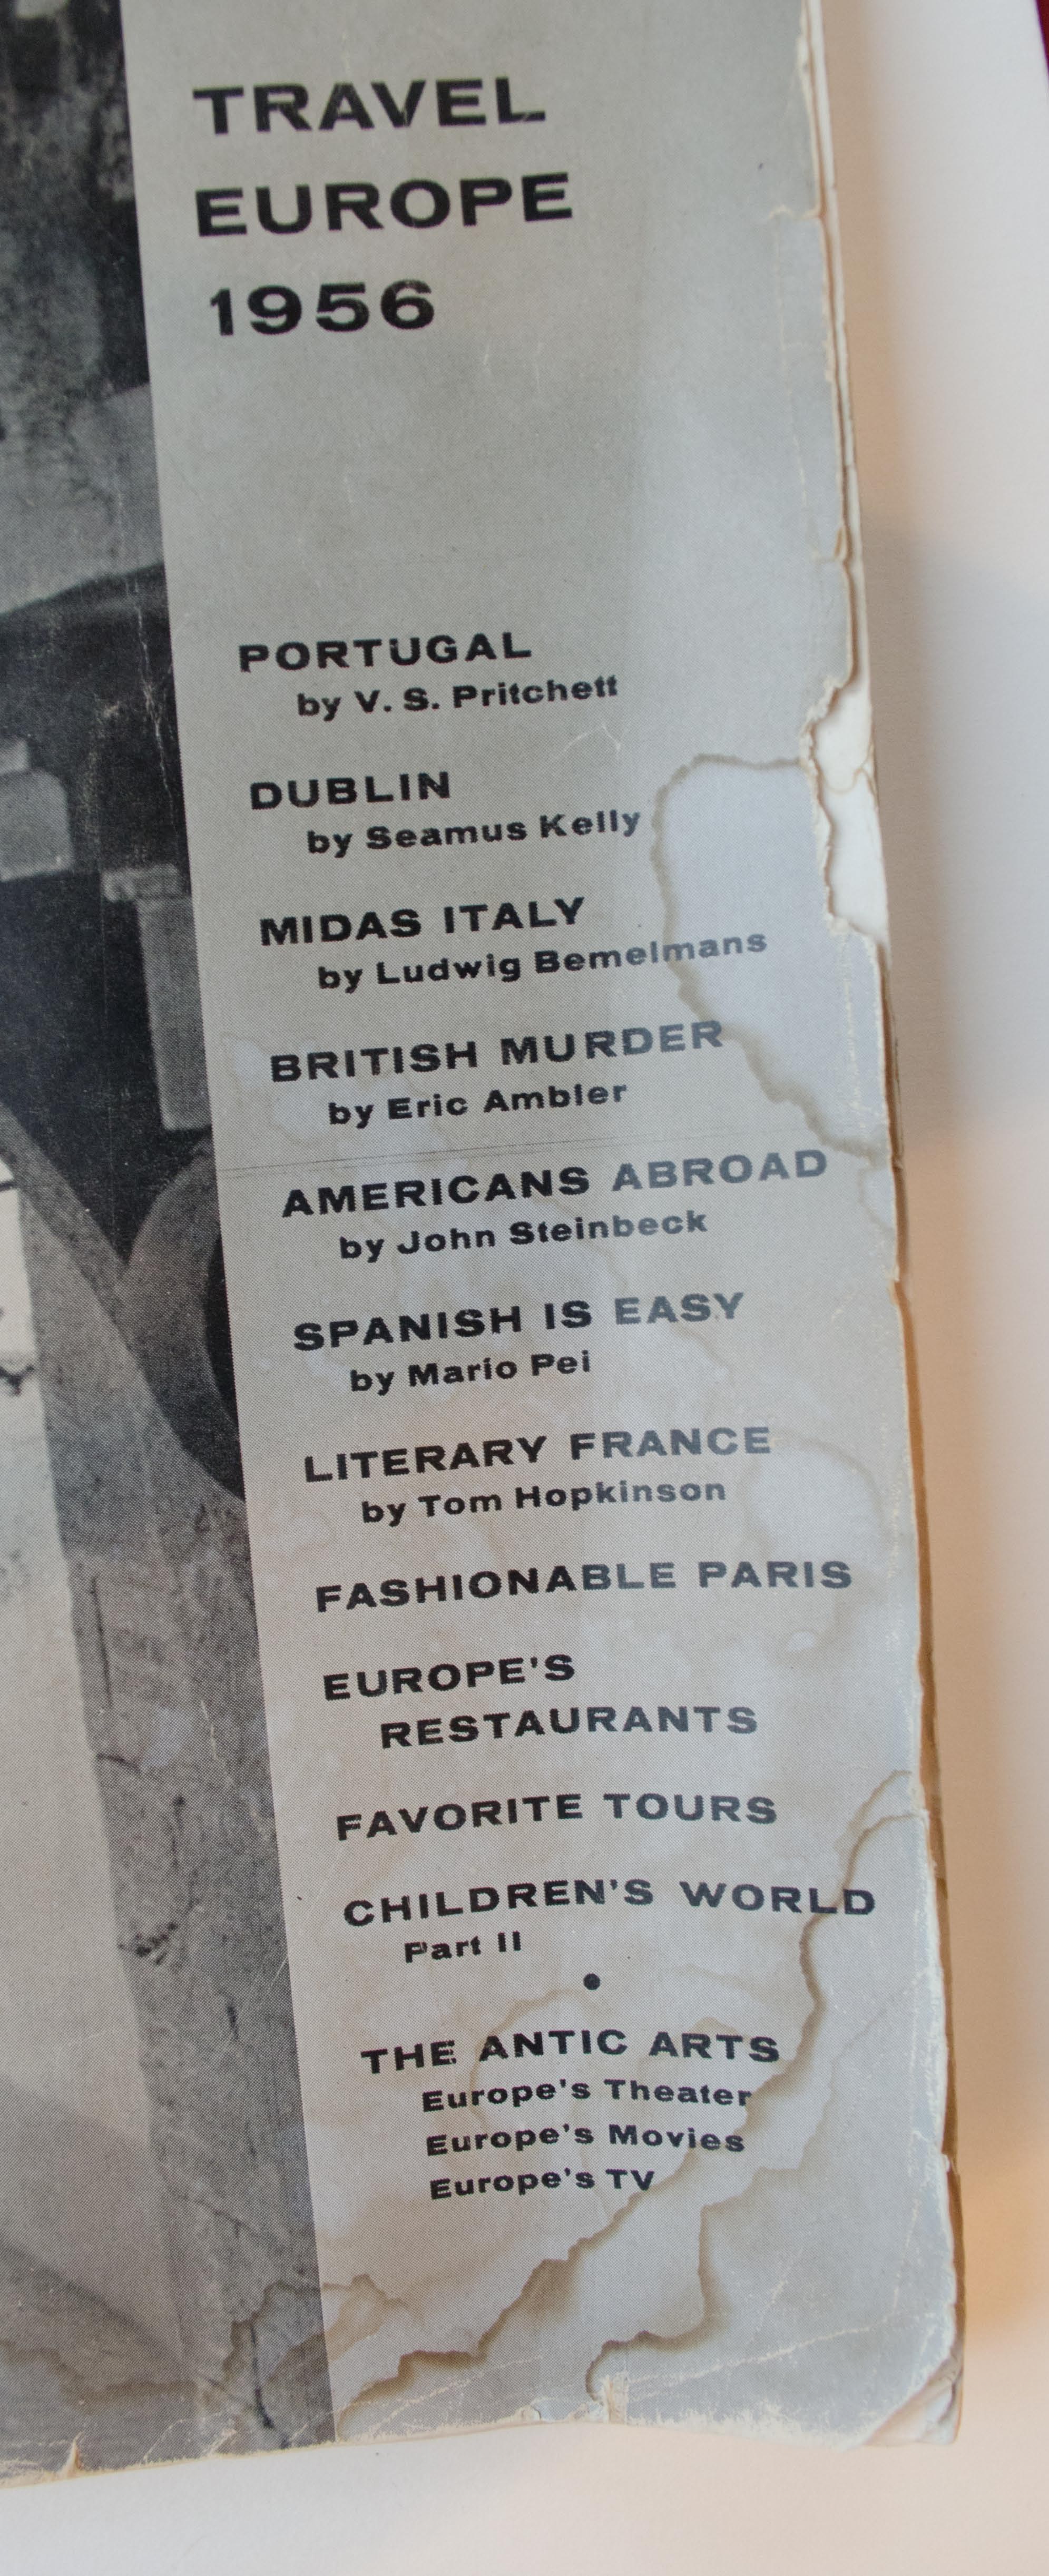 TRAVEL
EUROPE
1956
PORTUGAL
by V. S. Pritchett
DUBLIN
by Seamus Kelly
MIDAS ITALY
by Ludwig Bemelmans
BRITISH MURDER
by Eric Ambler
AMERICANS ABROAD
by John Steinbeck
SPANISH IS EASY
by Mario Pei
LITERARY FRANCE
by Tom Hopkinson
FASHIONABLE PARIS
EUROPE'S
RESTAURANTS
FAVORITE TOURS
CHILDREN'S WORLD
Part II
•
THE ANTIC ARTS
Europe's Theater
Europe's Movies
Europe's TV